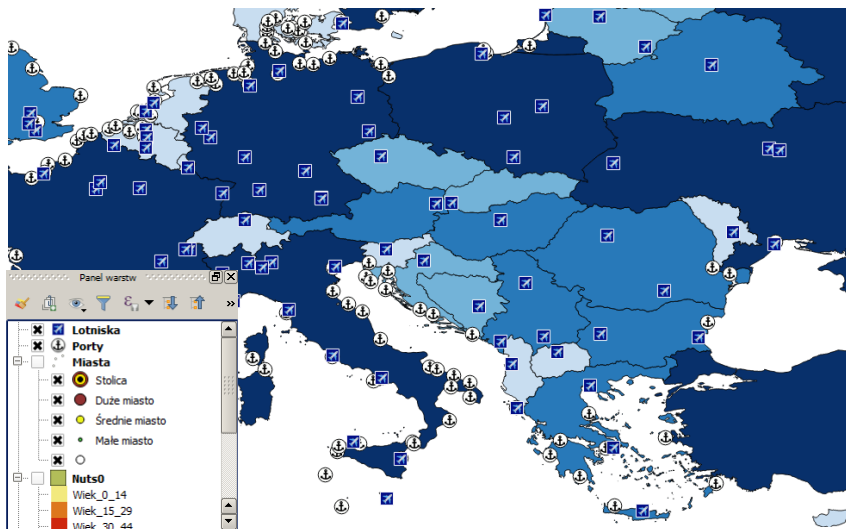 Panel warstw
ε
»
Lotniska
Porty
Miasta
Stolica
Duże miasto
Średnie miasto
Małe miasto
Nuts0
Wiek_0_14
Wiek_15_29
Wiek_30_44